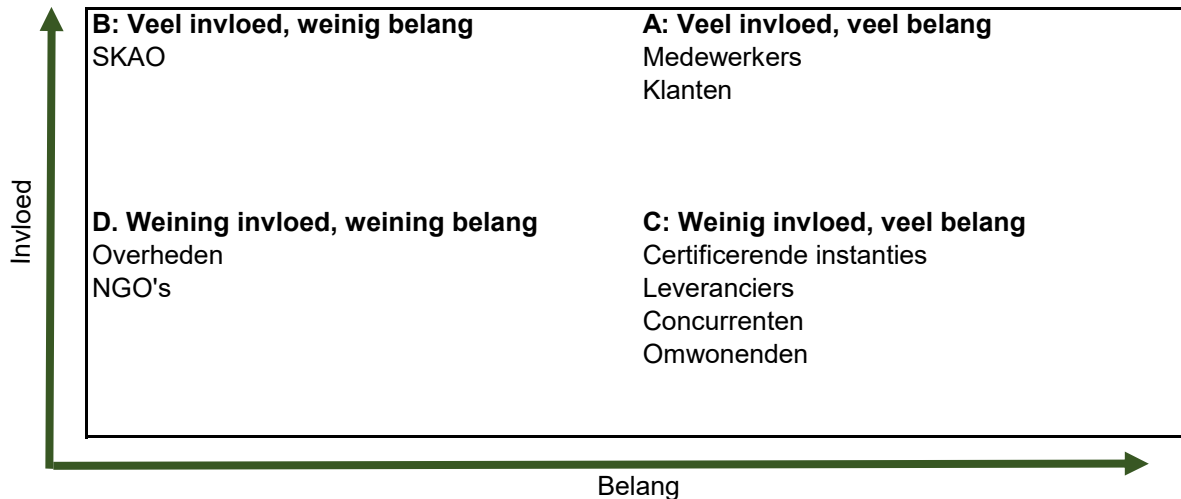 B: Veel invloed, weinig belang
SKAO
A: Veel invloed, veel belang
Medewerkers
Klanten
Invloed
D. Weining invloed, weining belang
Overheden
NGO's
C: Weinig invloed, veel belang
Certificerende instanties
Leveranciers
Concurrenten
Omwonenden
Belang